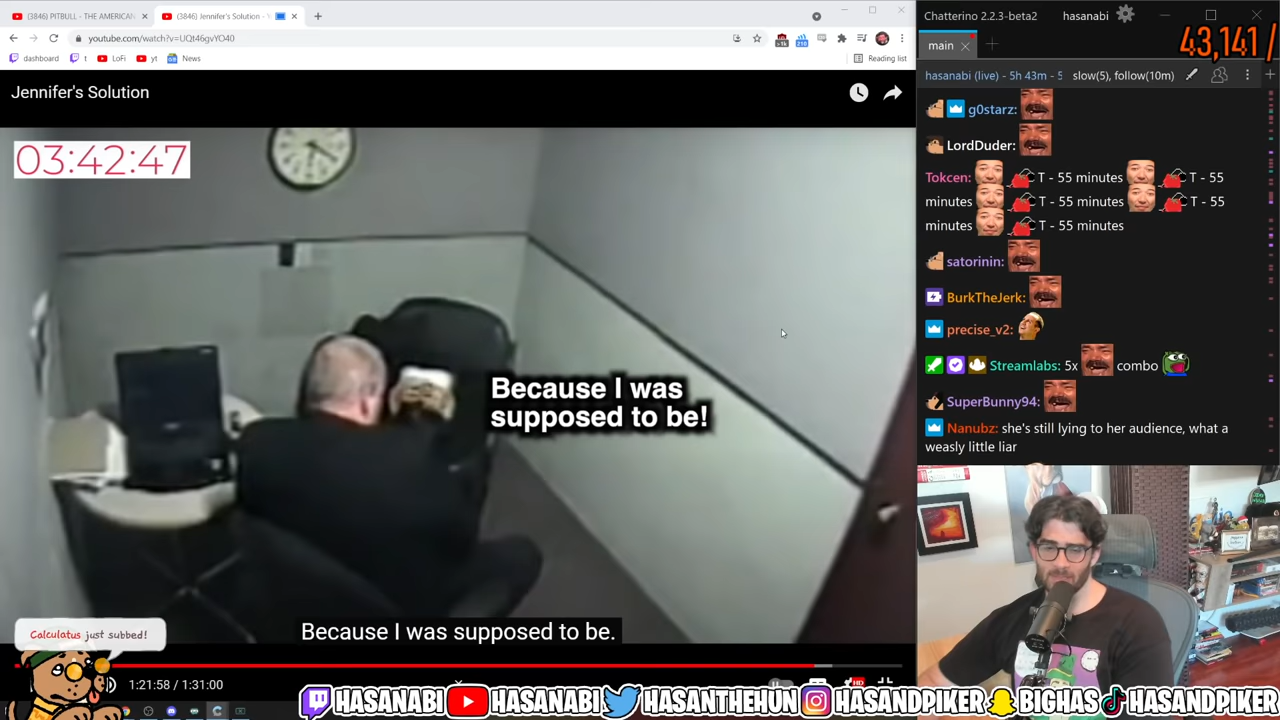 (3846) PITBULL - THE AMERICAN
(3846) Jennifer's Solution -
youtube.com/watch?v=UQt46gvYO40
dashboard
t
LoFi
yt
News
Reading list
Jennifer's Solution
03:42:47
Because I was
supposed to be!
Because I was supposed to be.
Calculatus just subbed!
1:21:58 / 1:31:00
HD
Chatterino 2.2.3-beta2
hasanabi
main
43,141 /
hasanabi (live) - 5h 43m - 5
slow(5), follow(10m)
g0starz:
LordDuder:
Tokcen: T - 55 minutes T - 55
minutes T - 55 minutes T - 55
minutes T - 55 minutes
satorinin:
BurkTheJerk:
precise_v2:
Streamlabs: 5x combo
SuperBunny94:
Nanubz: she's still lying to her audience, what a
weasly little liar
HASANABI HASANABI HASANTHEHUN HASANDPIKER BIGHAS HASANDPIKER